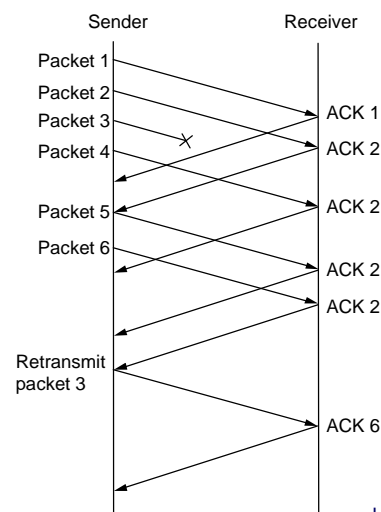 Sender Receiver
Packet 1
Packet 2
Packet 3
Packet 4
Packet 5
Packet 6
Retransmit
packet 3
ACK 1
ACK 2
ACK 2
ACK 2
ACK 2
ACK 6